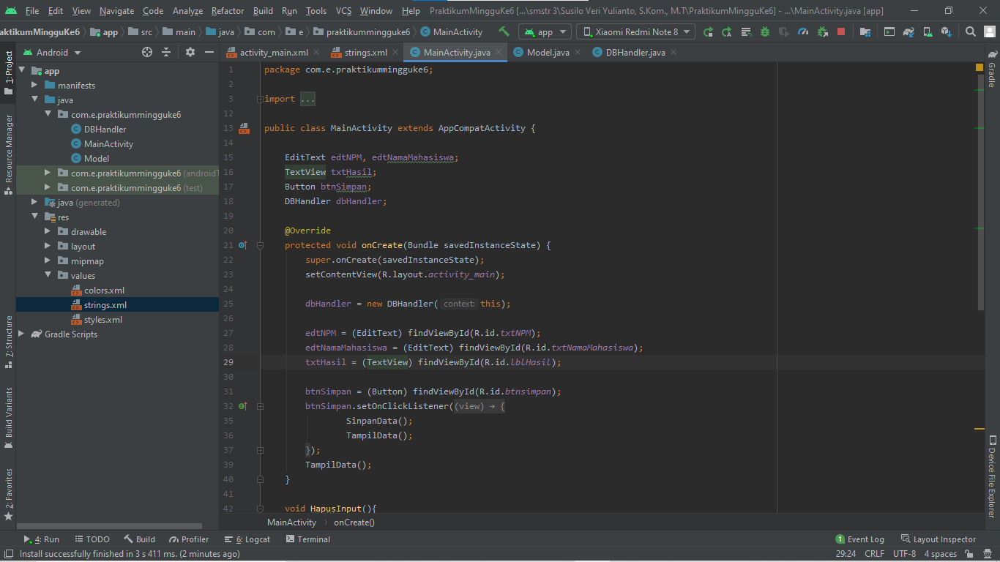 File Edit View Navigate Code Analyze Refactor Build Run Tools VCS Window Help PraktikumMingguKe6 [...\smstr 3\Susilo Veri Yulianto, S.Kom., M.T\PraktikumMingguKe6] - ...\MainActivity.java [app]
aktikumMingguKe6 app src main java com e praktikummingguke6 MainActivity app Xiaomi Redmi Note 8
Android activity_main.xml strings.xml MainActivity.java Model.java DBHandler.java
1: Project
Resource Manager
7: Structure
Build Variants
2: Favorites
app
manifests
java
com.e.praktikummingguke6
DBHandler
MainActivity
Model
com.e.praktikummingguke6 (androidT
com.e.praktikummingguke6 (test)
java (generated)
res
drawable
layout
mipmap
values
colors.xml
strings.xml
styles.xml
Gradle Scripts
1 package com.e.praktikummingguke6;
2
3 import ...
12
13 public class MainActivity extends AppCompatActivity {
14
15 EditText edtNPM, edtNamaMahasiswa;
16 TextView txtHasil;
17 Button btnSimpan;
18 DBHandler dbHandler;
19
20 @Override
21 protected void onCreate(Bundle savedInstanceState) {
22 super.onCreate(savedInstanceState);
23 setContentView(R.layout.activity_main);
24
25 dbHandler = new DBHandler( context: this);
26
27 edtNPM = (EditText) findViewById(R.id.txtNPM);
28 edtNamaMahasiswa = (EditText) findViewById(R.id.txtNamaMahasiswa);
29 txtHasil = (TextView) findViewById(R.id.lblHasil);
30
31 btnSimpan = (Button) findViewById(R.id.btnsimpan);
32 btnSimpan.setOnClickListener((view) → {
35 SinpanData();
36 TampilData();
37 });
39 TampilData();
40 }
41
42 void HapusInput(){
MainActivity onCreate()
Gradle
Device File Explorer
4: Run TODO Build Profiler 6: Logcat Terminal 1 Event Log Layout Inspector
Install successfully finished in 3 s 411 ms. (2 minutes ago) 29:24 CRLF UTF-8 4 spaces